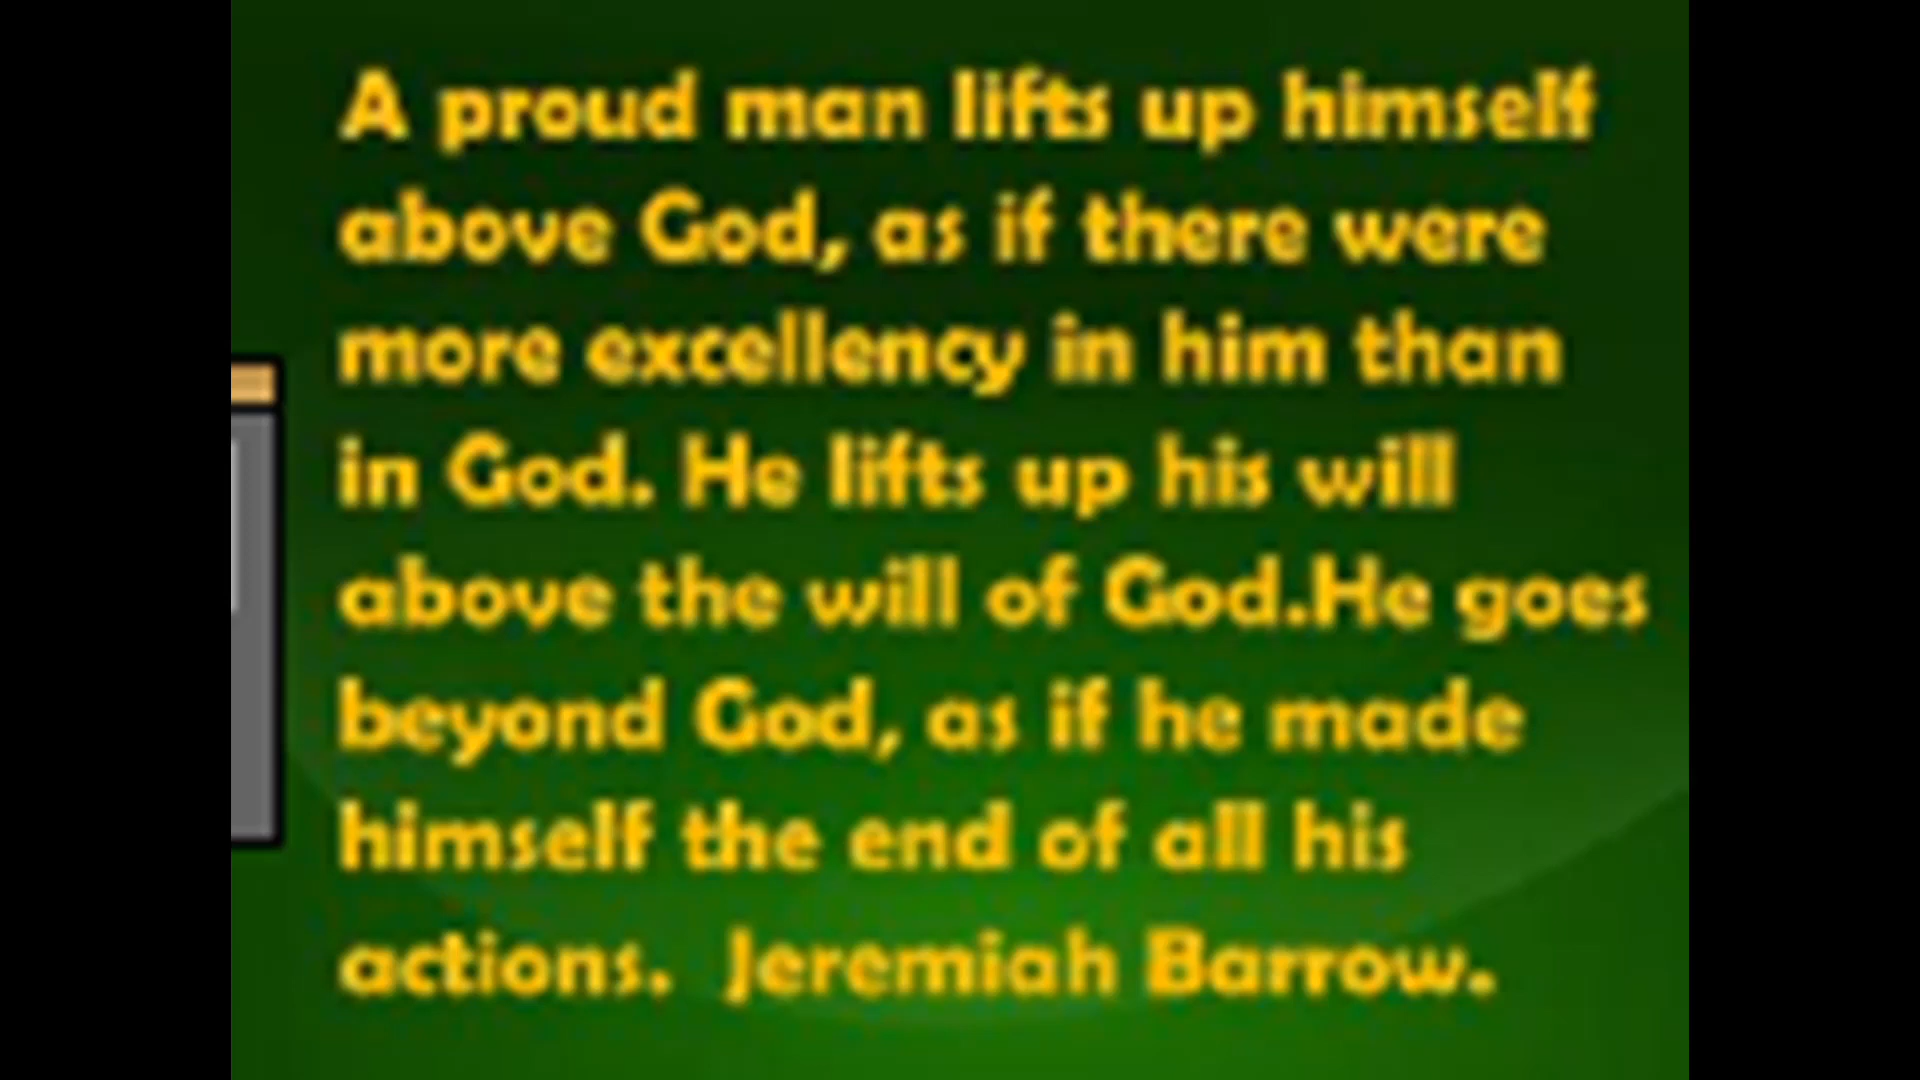 A proud man lifts up himself
above God, as if there were
more excellency in him than
in God. He lifts up his will
above the will of God.He goes
beyond God, as if he made
himself the end of all his
actions.  Jeremiah Barrow.